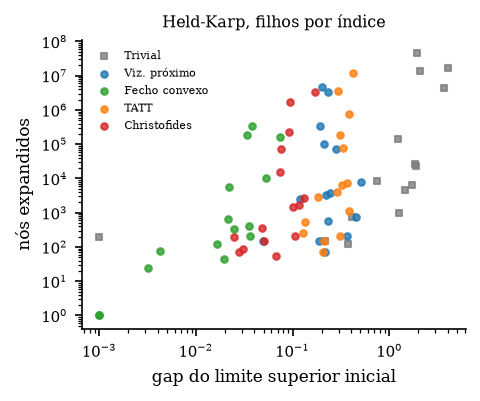 Held-Karp, filhos por índice
10⁸
10⁷
10⁶
10⁵
10⁴
10³
10²
10¹
10⁰
nós expandidos
Trivial
Viz. próximo
Fecho convexo
TATT
Christofides
10⁻³
10⁻²
10⁻¹
10⁰
gap do limite superior inicial